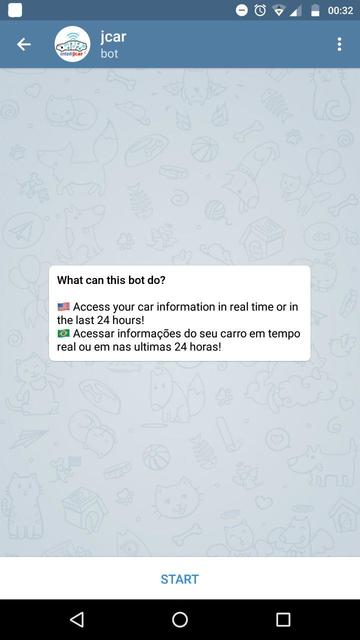 00:32
jcar
bot
What can this bot do?
🇺🇸 Access your car information in real time or in
the last 24 hours!
🇧🇷 Acessar informações do seu carro em tempo
real ou em nas ultimas 24 horas!
START